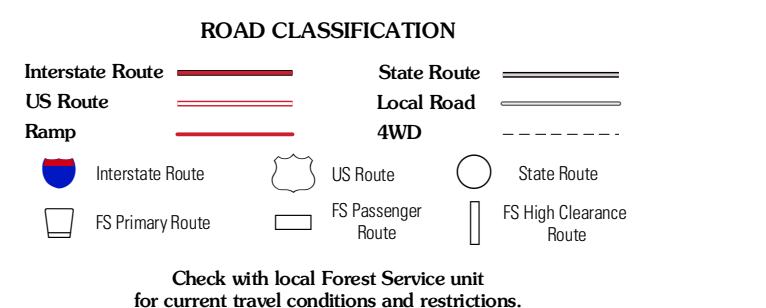 ROAD CLASSIFICATION
Interstate Route
State Route
US Route
Local Road
Ramp
4WD
Interstate Route
US Route
State Route
FS Primary Route
FS Passenger
Route
FS High Clearance
Route
Check with local Forest Service unit
for current travel conditions and restrictions.